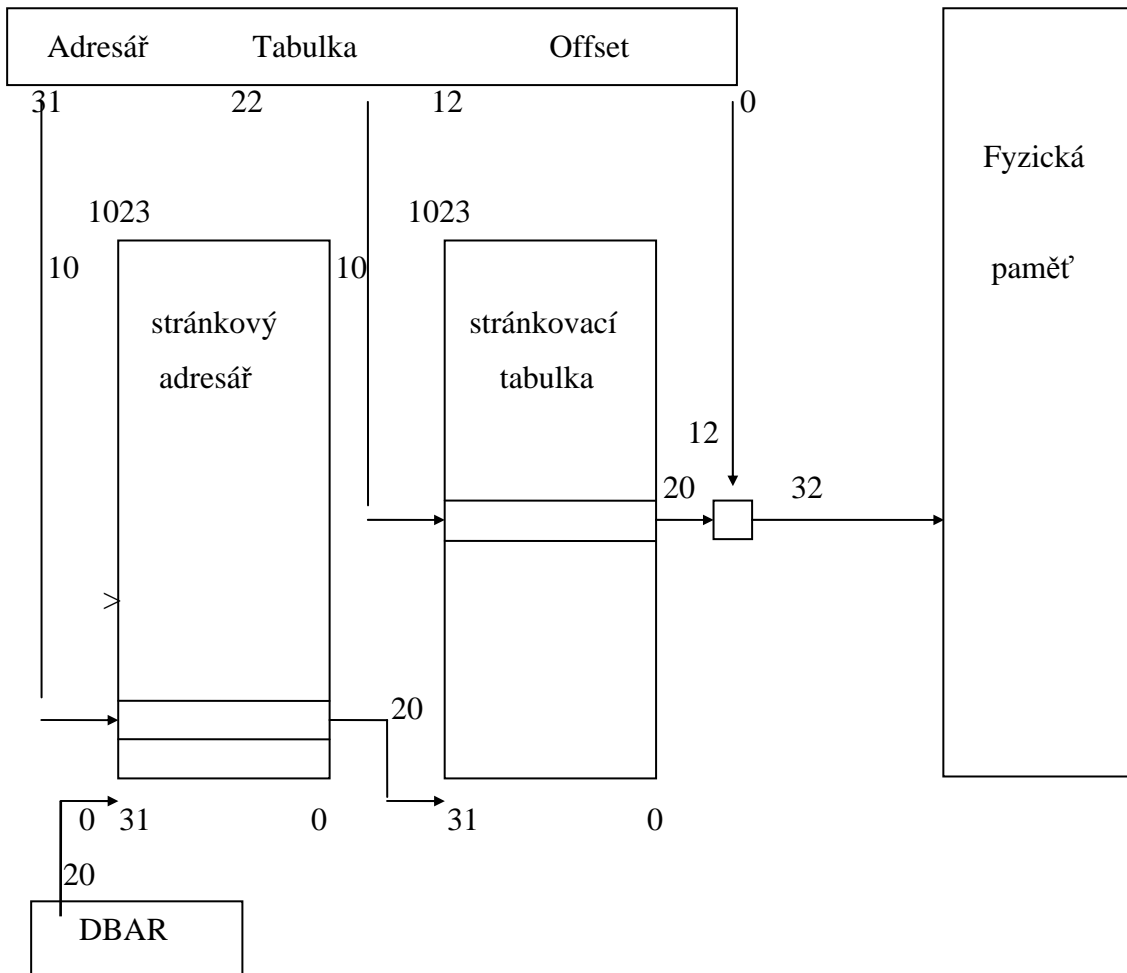 Adresář Tabulka Offset
31 22 12 0
Fyzická
1023 1023
10 10
paměť
stránkový stránkovací
adresář tabulka
12
20 32
>
20
0 31 0 31 0
20
DBAR